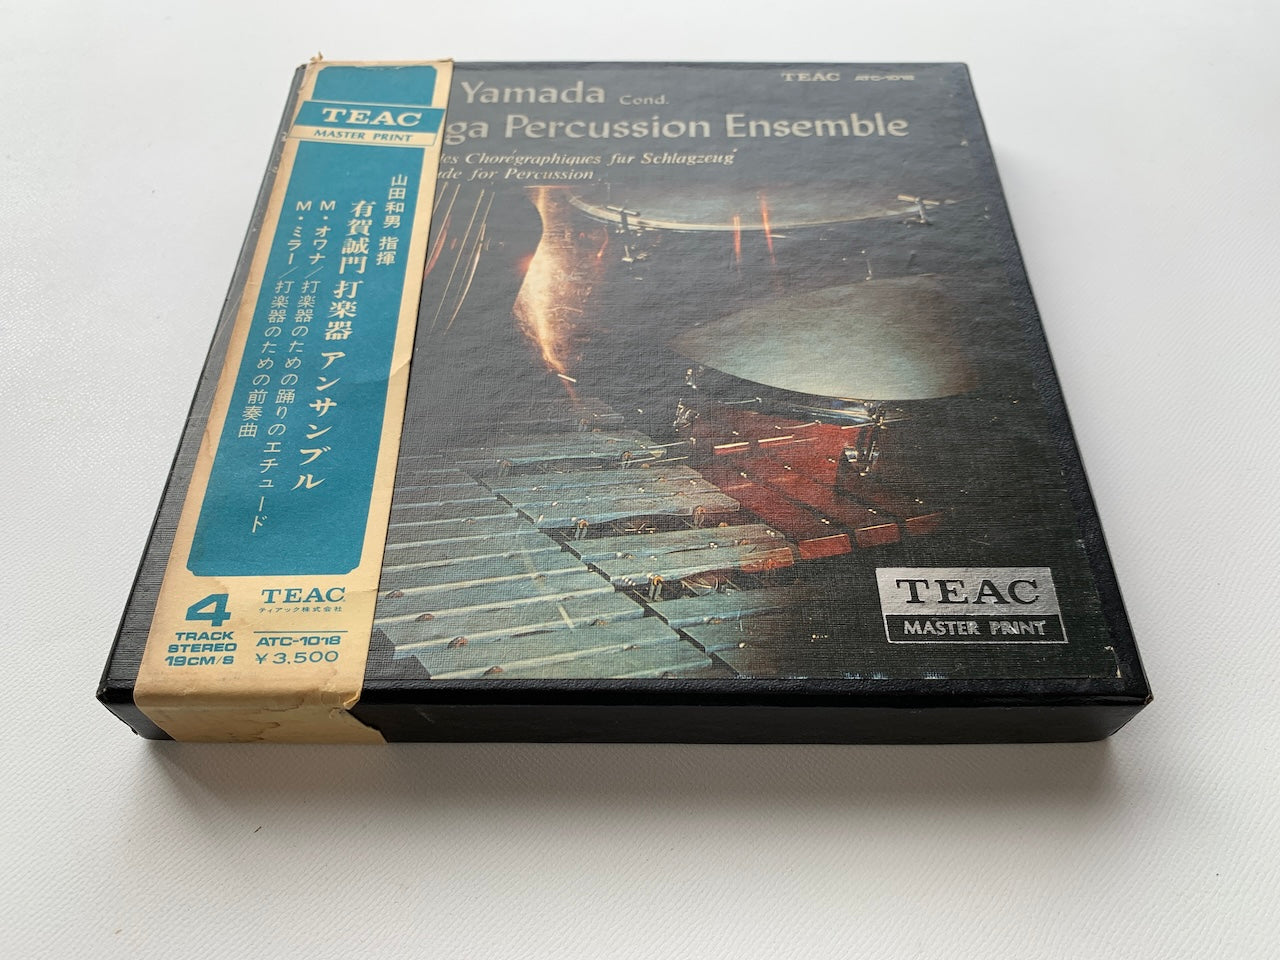 TEAC
MASTER PRINT
山田和男 指揮
有賀誠門 打楽器 アンサンブル
M・オワナ/打楽器のための踊りのエチュード
M・ミラー/打楽器のための前奏曲
4
TRACK
STEREO
19CM/S
TEAC
ティアック株式会社
ATC-1018
¥3,500
TEAC ATC-1018
Yamada Cond.
ga Percussion Ensemble
es Chorégraphiques fur Schlagzeug
ude for Percussion
TEAC
MASTER PRINT